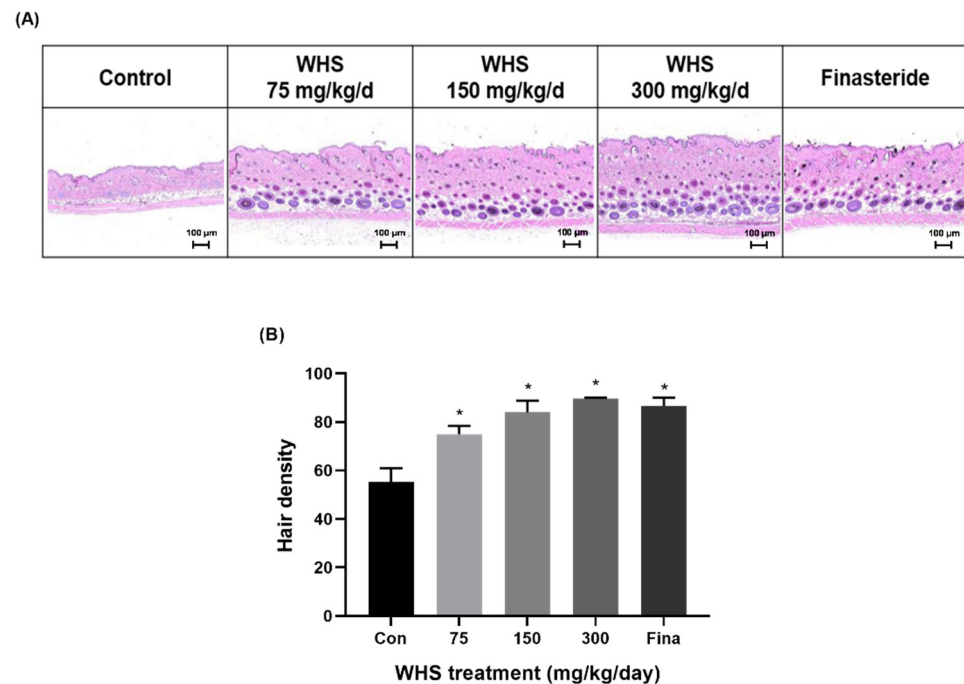 (A)
Control
WHS
75 mg/kg/d
WHS
150 mg/kg/d
WHS
300 mg/kg/d
Finasteride
100 μm
100 μm
100 μm
100 μm
100 μm
(B)
Hair density
100
80
60
40
20
0
*
*
*
*
Con
75
150
300
Fina
WHS treatment (mg/kg/day)